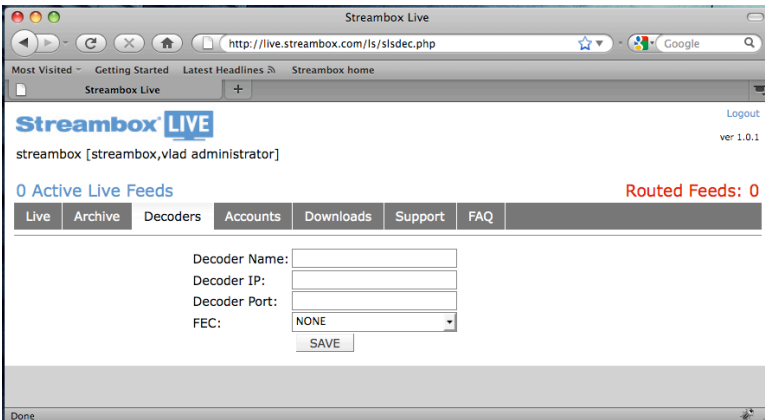 Streambox Live
http://live.streambox.com/ls/slsdec.php
Google
Most Visited Getting Started Latest Headlines Streambox home
Streambox Live +
Logout
Streambox LIVE
ver 1.0.1
streambox [streambox,vlad administrator]
0 Active Live Feeds Routed Feeds: 0
Live Archive Decoders Accounts Downloads Support FAQ
Decoder Name:
Decoder IP:
Decoder Port:
FEC: NONE
SAVE
Done